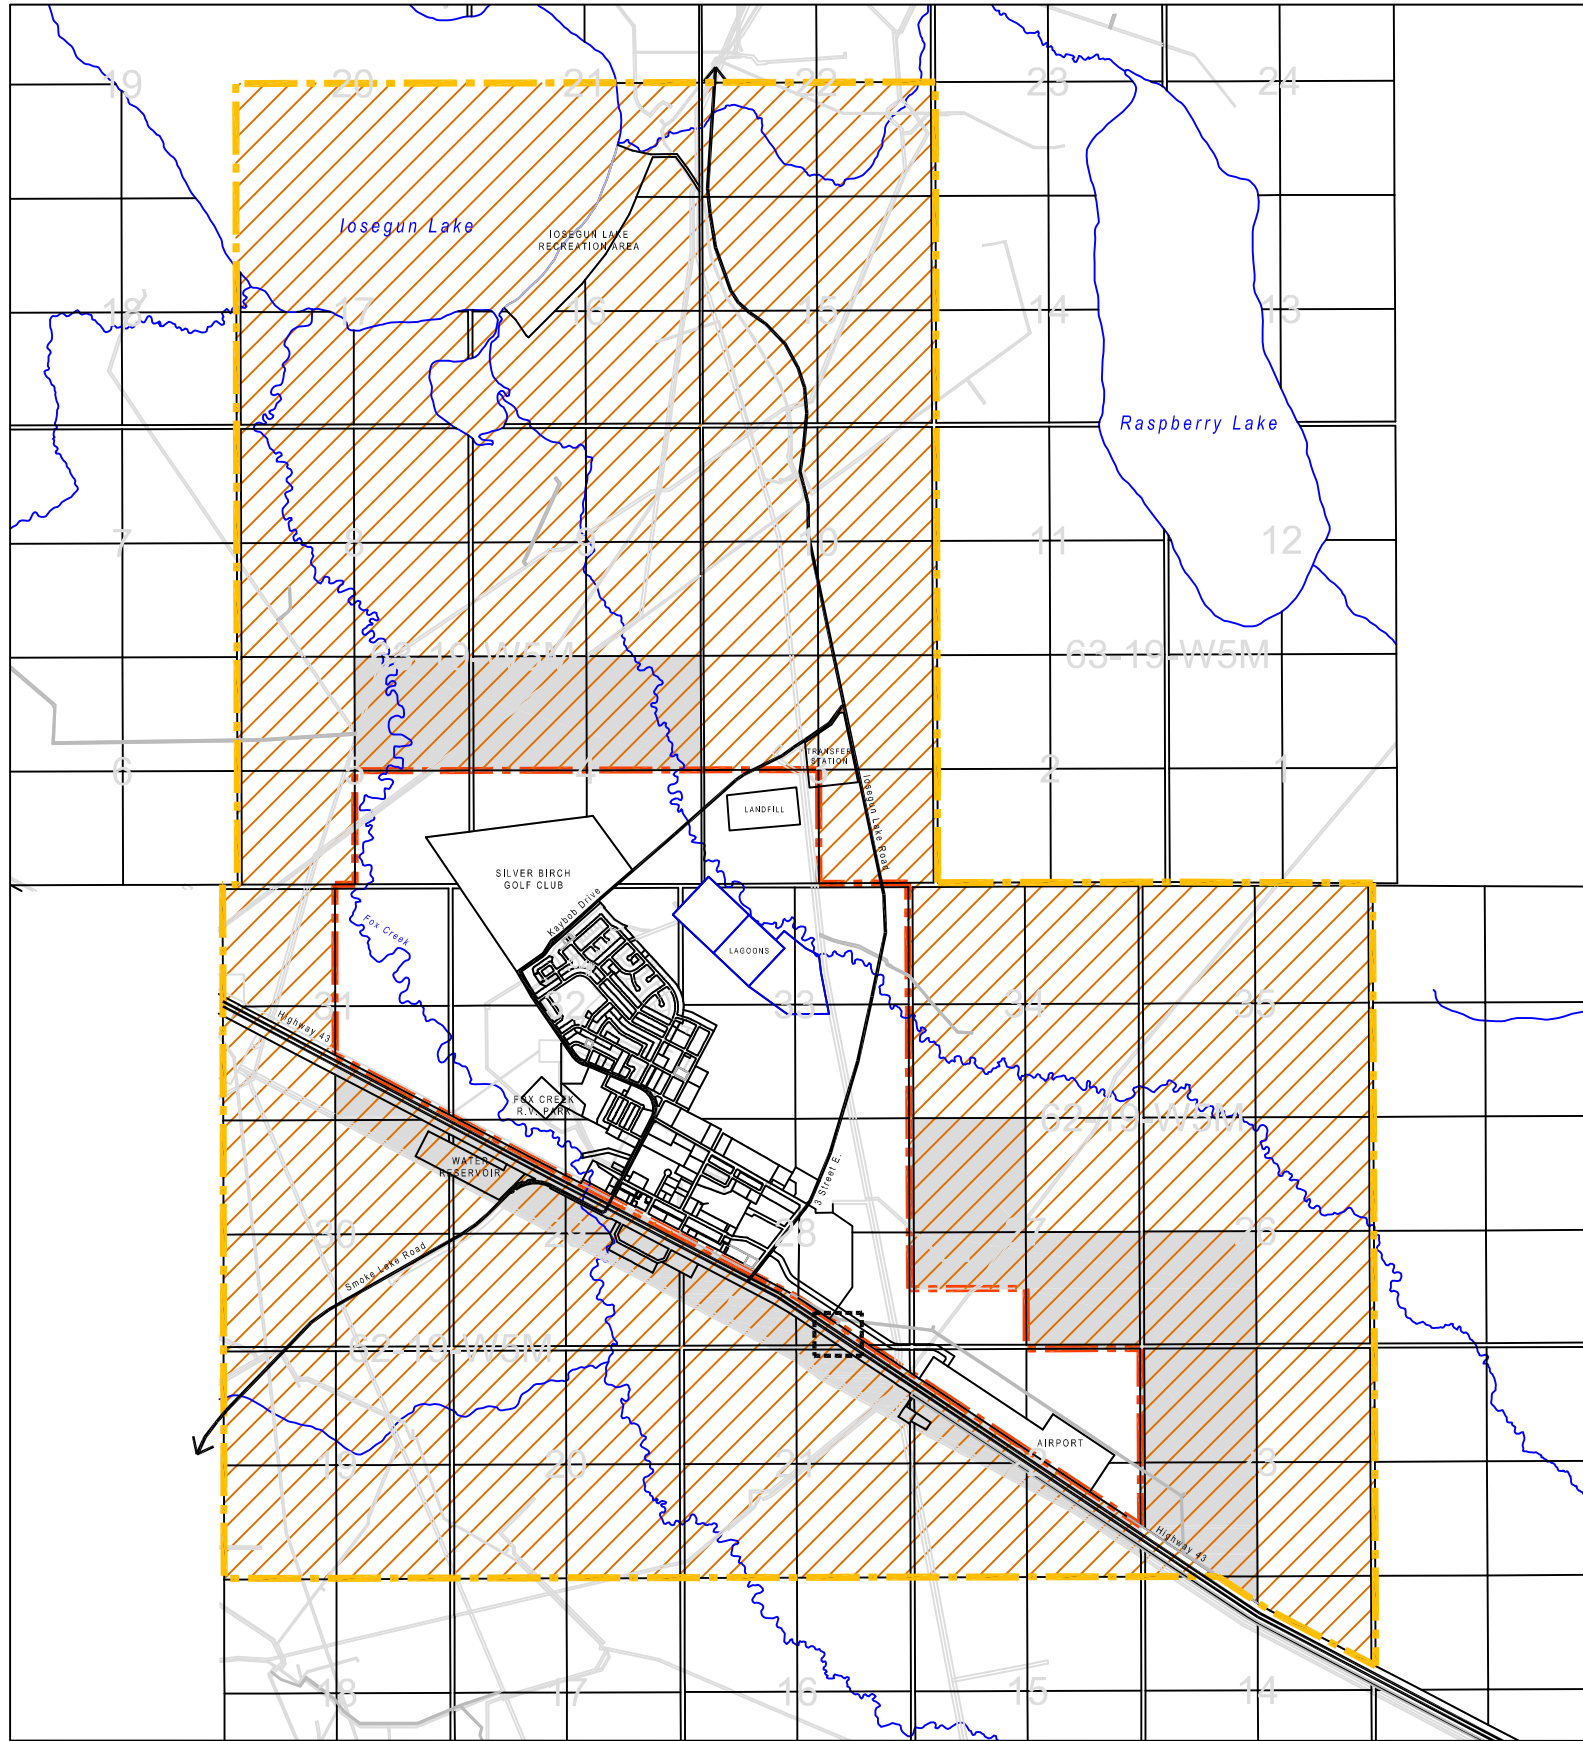 19
20
21
22
23
24
Iosegun Lake
IOSEGUN LAKE
RECREATION AREA
18
17
16
15
14
13
Raspberry Lake
7
8
9
10
11
12
63-19-W5M
63-19-W5M
TRANSFER
STATION
6
5
4
3
2
1
LANDFILL
Iosegun Lake Road
SILVER BIRCH
GOLF CLUB
Kaybob Drive
Fox Creek
LAGOONS
31
32
33
34
35
Highway 43
FOX CREEK
R.V. PARK
62-19-W5M
WATER
RESERVOIR
3 Street E.
30
29
28
27
26
Smoke Lake Road
62-19-W5M
AIRPORT
19
20
21
22
23
Highway 43
18
17
16
15
14